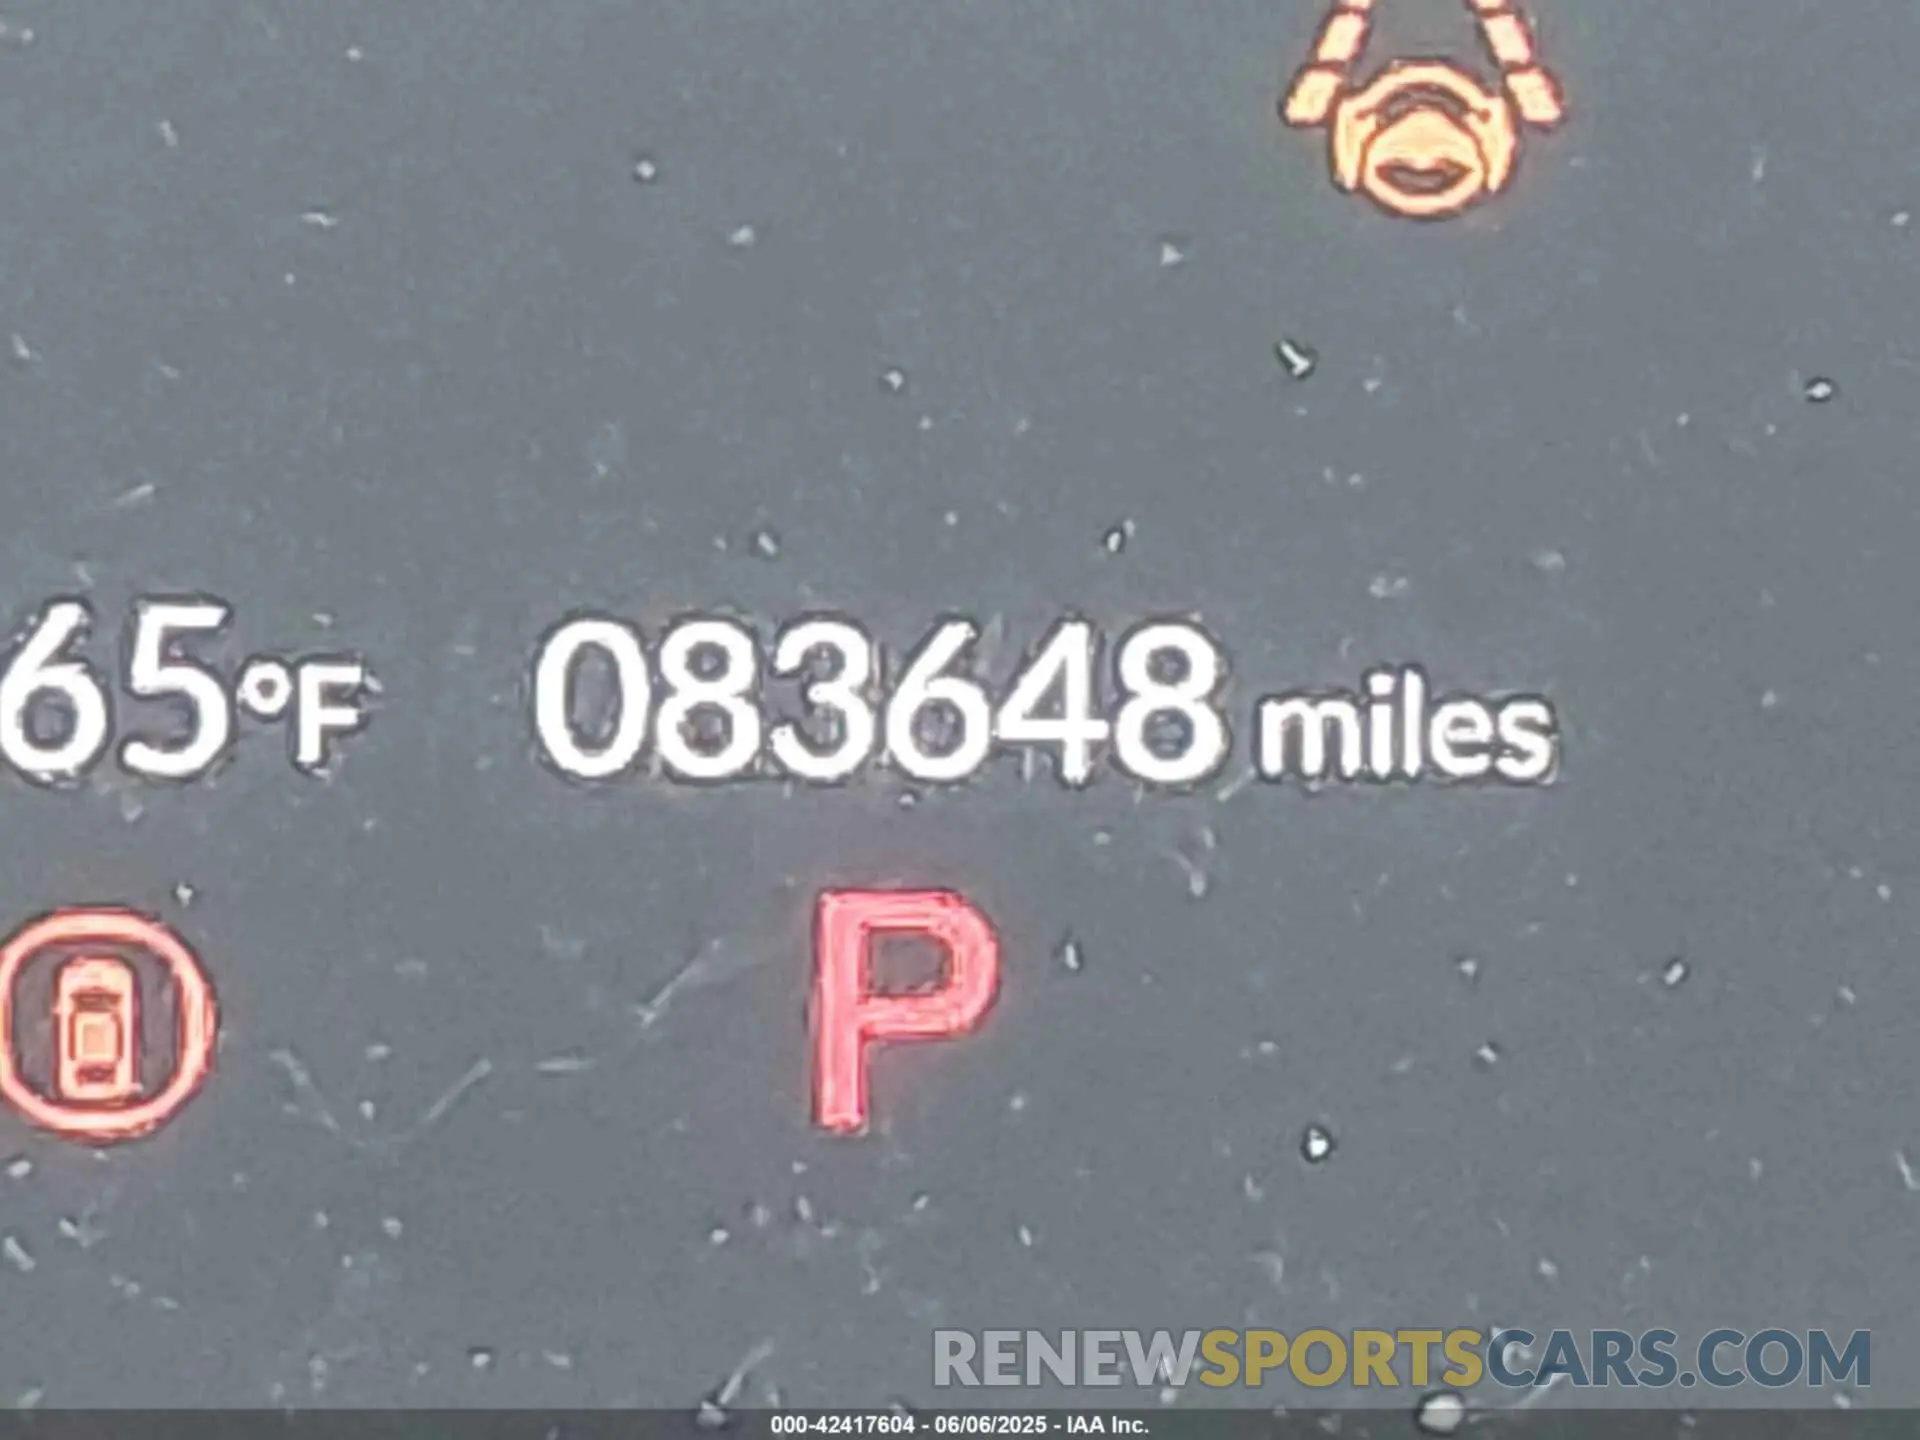 65°F 083648 miles
P
RENEWSPORTSCARS.COM
000-42417604 - 06/06/2025 - IAA Inc.